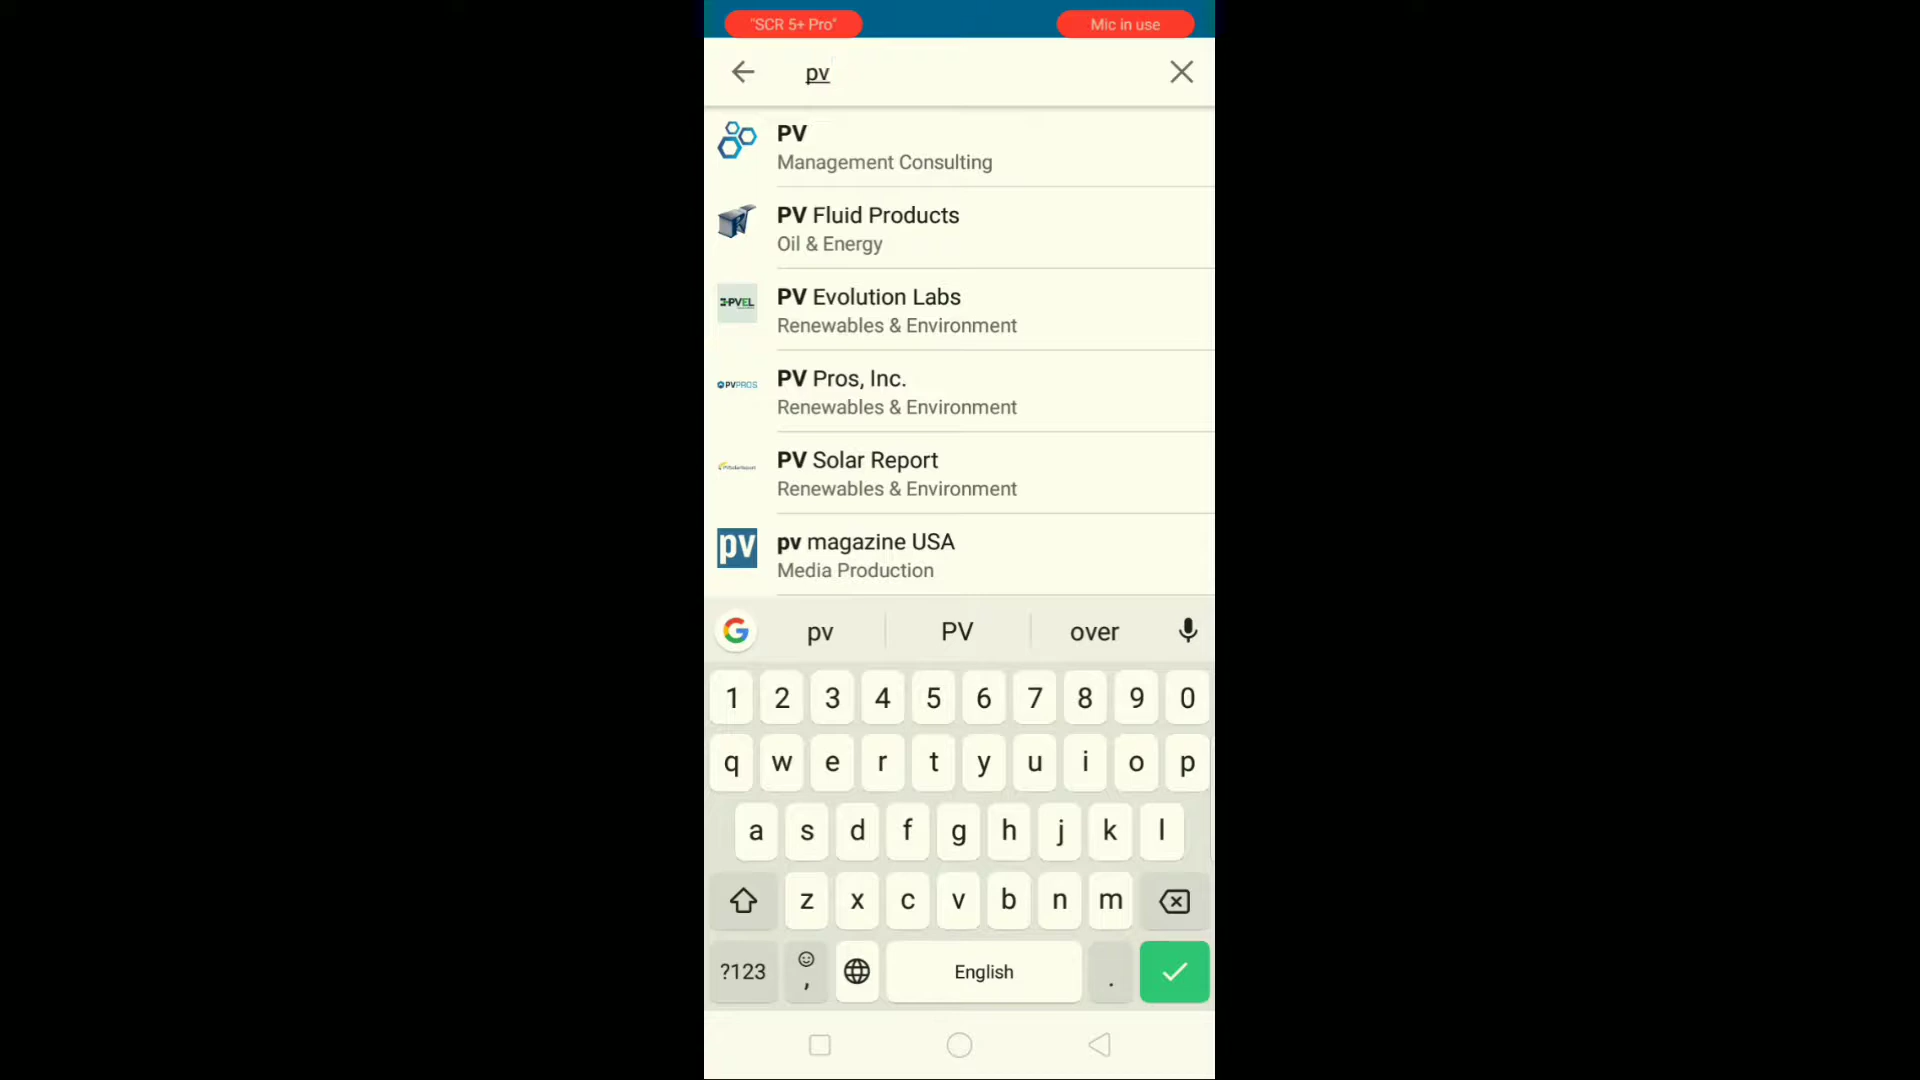 "SCR 5+ Pro" Mic in use
pv
PV
Management Consulting
PV Fluid Products
Oil & Energy
PVEL
PV Evolution Labs
Renewables & Environment
PVPROS
PV Pros, Inc.
Renewables & Environment
PV Solar Report
Renewables & Environment
pv
pv magazine USA
Media Production
pv PV over
1 2 3 4 5 6 7 8 9 0
q w e r t y u i o p
a s d f g h j k l
z x c v b n m
?123 , English .